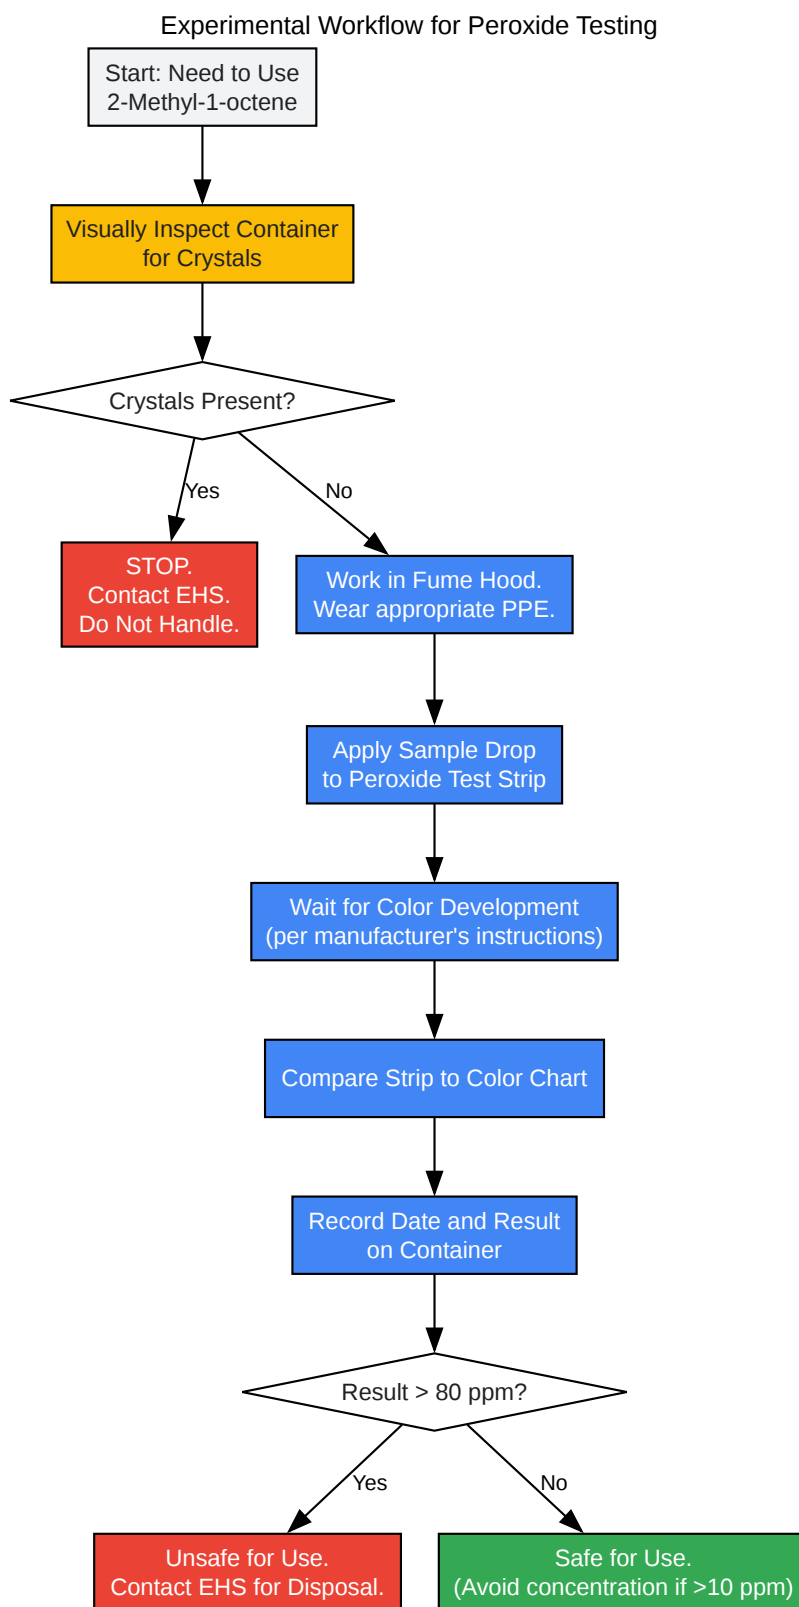 Experimental Workflow for Peroxide Testing
Start: Need to Use
2-Methyl-1-octene
Visually Inspect Container
for Crystals
Crystals Present?
Yes
No
STOP.
Contact EHS.
Do Not Handle.
Work in Fume Hood.
Wear appropriate PPE.
Apply Sample Drop
to Peroxide Test Strip
Wait for Color Development
(per manufacturer's instructions)
Compare Strip to Color Chart
Record Date and Result
on Container
Result > 80 ppm?
Yes
No
Unsafe for Use.
Contact EHS for Disposal.
Safe for Use.
(Avoid concentration if >10 ppm)